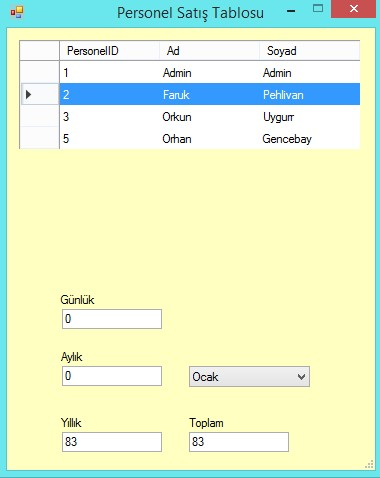 Personel Satış Tablosu
PersonelID Ad Soyad
1 Admin Admin
2 Faruk Pehlivan
3 Orkun Uygurr
5 Orhan Gencebay
Günlük
0
Aylık
0 Ocak
Yıllık Toplam
83 83